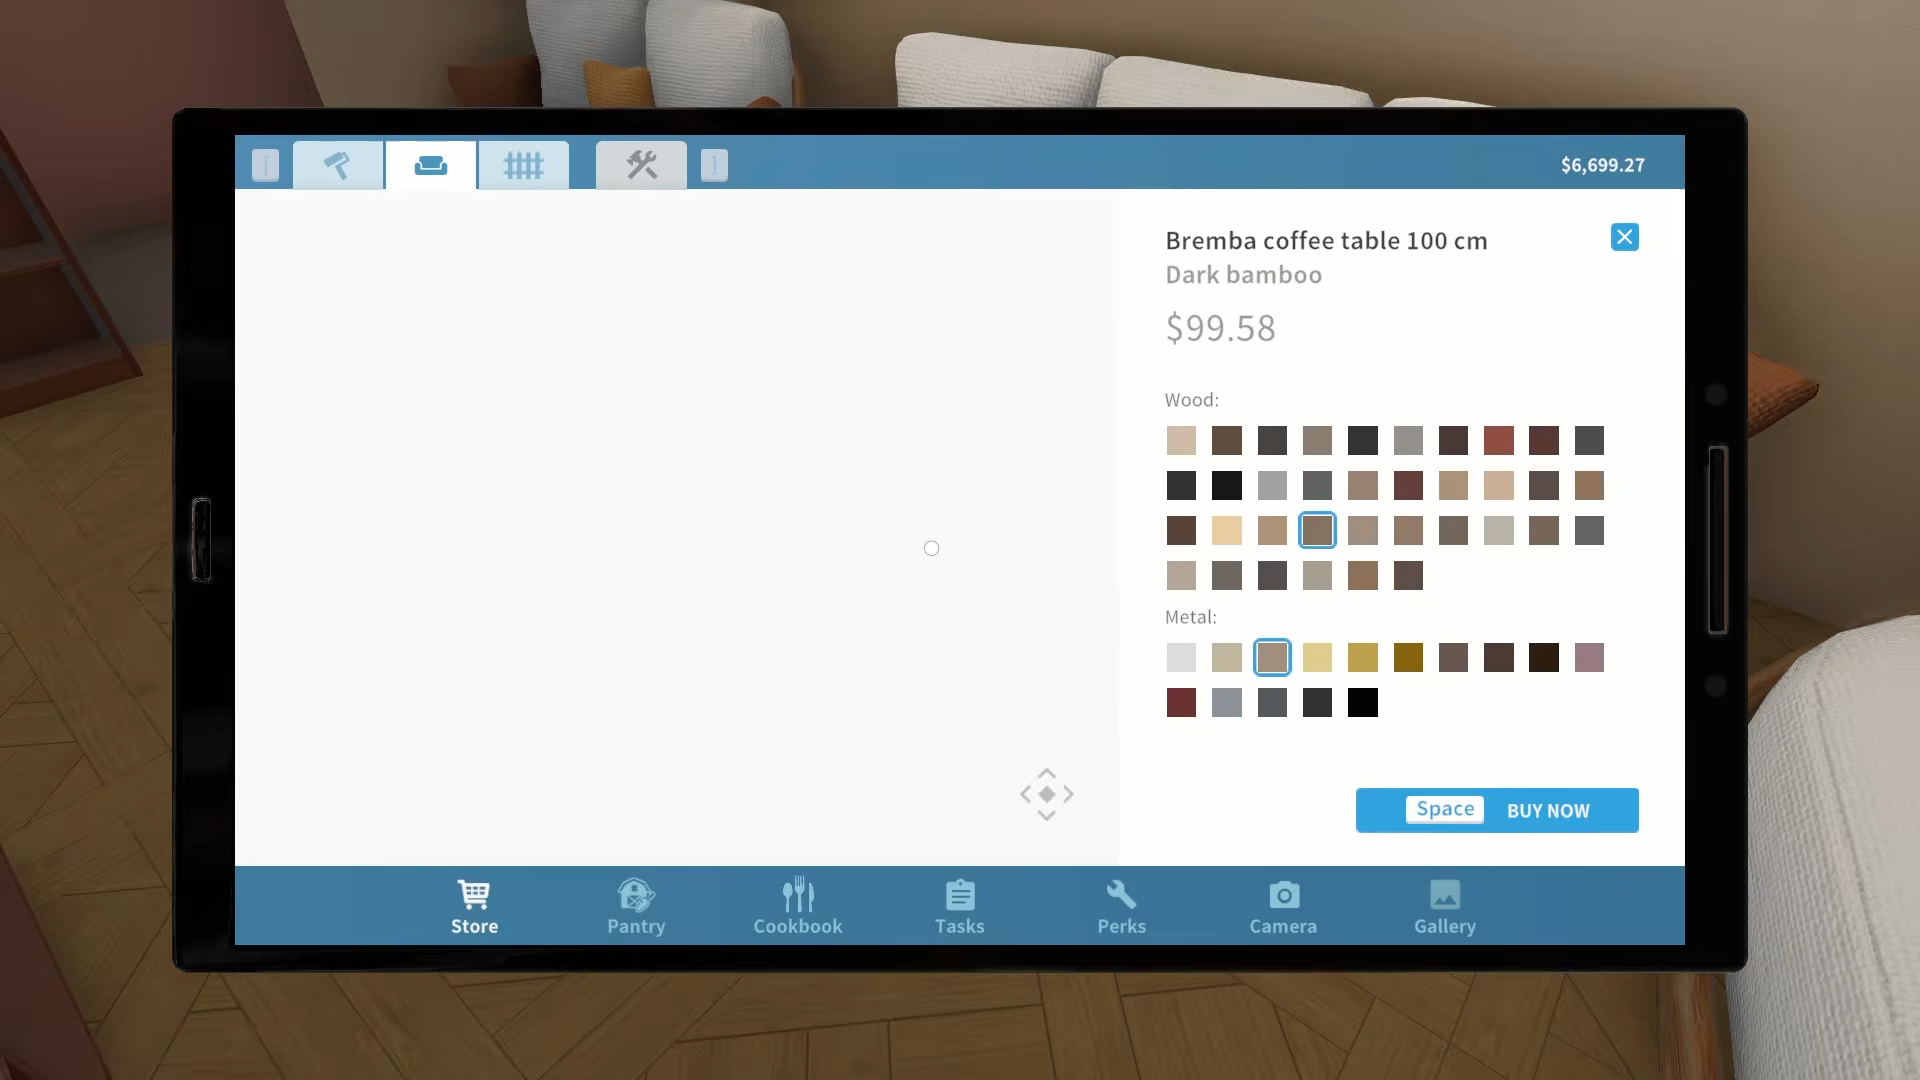 [
]
$6,699.27
Bremba coffee table 100 cm
Dark bamboo
$99.58
Wood:
Metal:
Space BUY NOW
Store
Pantry
Cookbook
Tasks
Perks
Camera
Gallery